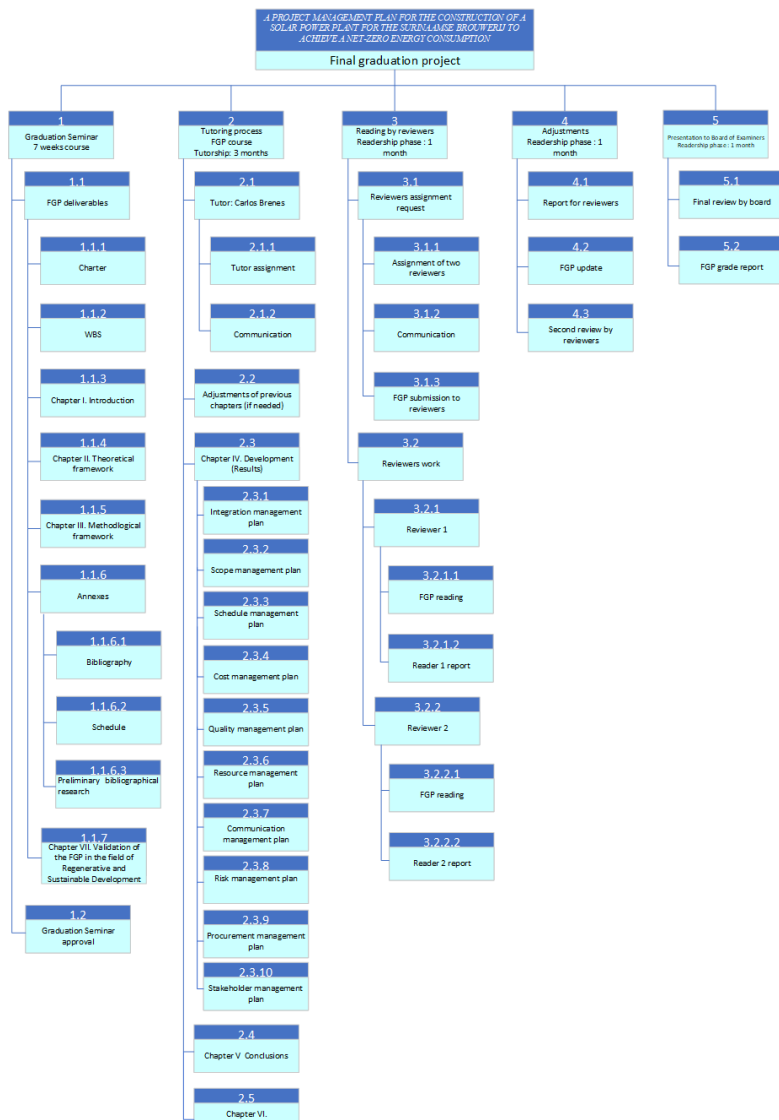 A PROJECT MANAGEMENT PLAN FOR THE CONSTRUCTION OF A
SOLAR POWER PLANT FOR THE SURINAAMSE BROUWERIJ TO
ACHIEVE A NET-ZERO ENERGY CONSUMPTION
Final graduation project
1
Graduation Seminar
7 weeks course
1.1
FGP deliverables
1.1.1
Charter
1.1.2
WBS
1.1.3
Chapter I. Introduction
1.1.4
Chapter II. Theoretical
framework
1.1.5
Chapter III. Methodlogical
framework
1.1.6
Annexes
1.1.6.1
Bibliography
1.1.6.2
Schedule
1.1.6.3
Preliminary bibliographical
research
1.1.7
Chapter VII. Validation of
the FGP in the field of
Regenerative and
Sustainable Development
1.2
Graduation Seminar
approval
2
Tutoring process
FGP course
Tutorship: 3 months
2.1
Tutor: Carlos Brenes
2.1.1
Tutor assignment
2.1.2
Communication
2.2
Adjustments of previous
chapters (if needed)
2.3
Chapter IV. Development
(Results)
2.3.1
Integration management
plan
2.3.2
Scope management plan
2.3.3
Schedule management
plan
2.3.4
Cost management plan
2.3.5
Quality management plan
2.3.6
Resource management
plan
2.3.7
Communication
management plan
2.3.8
Risk management plan
2.3.9
Procurement management
plan
2.3.10
Stakeholder management
plan
2.4
Chapter V Conclusions
2.5
Chapter VI.
3
Reading by reviewers
Readership phase : 1
month
3.1
Reviewers assignment
request
3.1.1
Assignment of two
reviewers
3.1.2
Communication
3.1.3
FGP submission to
reviewers
3.2
Reviewers work
3.2.1
Reviewer 1
3.2.1.1
FGP reading
3.2.1.2
Reader 1 report
3.2.2
Reviewer 2
3.2.2.1
FGP reading
3.2.2.2
Reader 2 report
4
Adjustments
Readership phase : 1
month
4.1
Report for reviewers
4.2
FGP update
4.3
Second review by
reviewers
5
Presentation to Board of Examiners
Readership phase : 1 month
5.1
Final review by board
5.2
FGP grade report